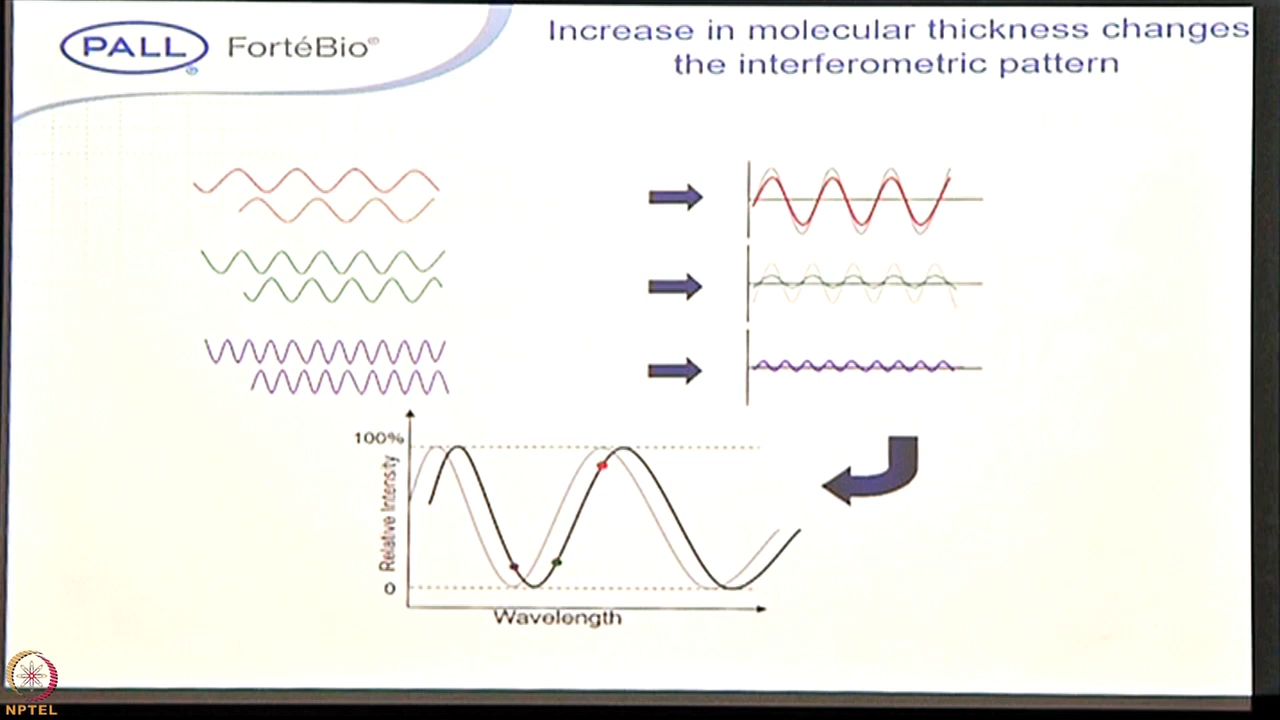 PALL ®
FortéBio®
Increase in molecular thickness changes
the interferometric pattern
100%
Relative Intensity
0
Wavelength
NPTEL